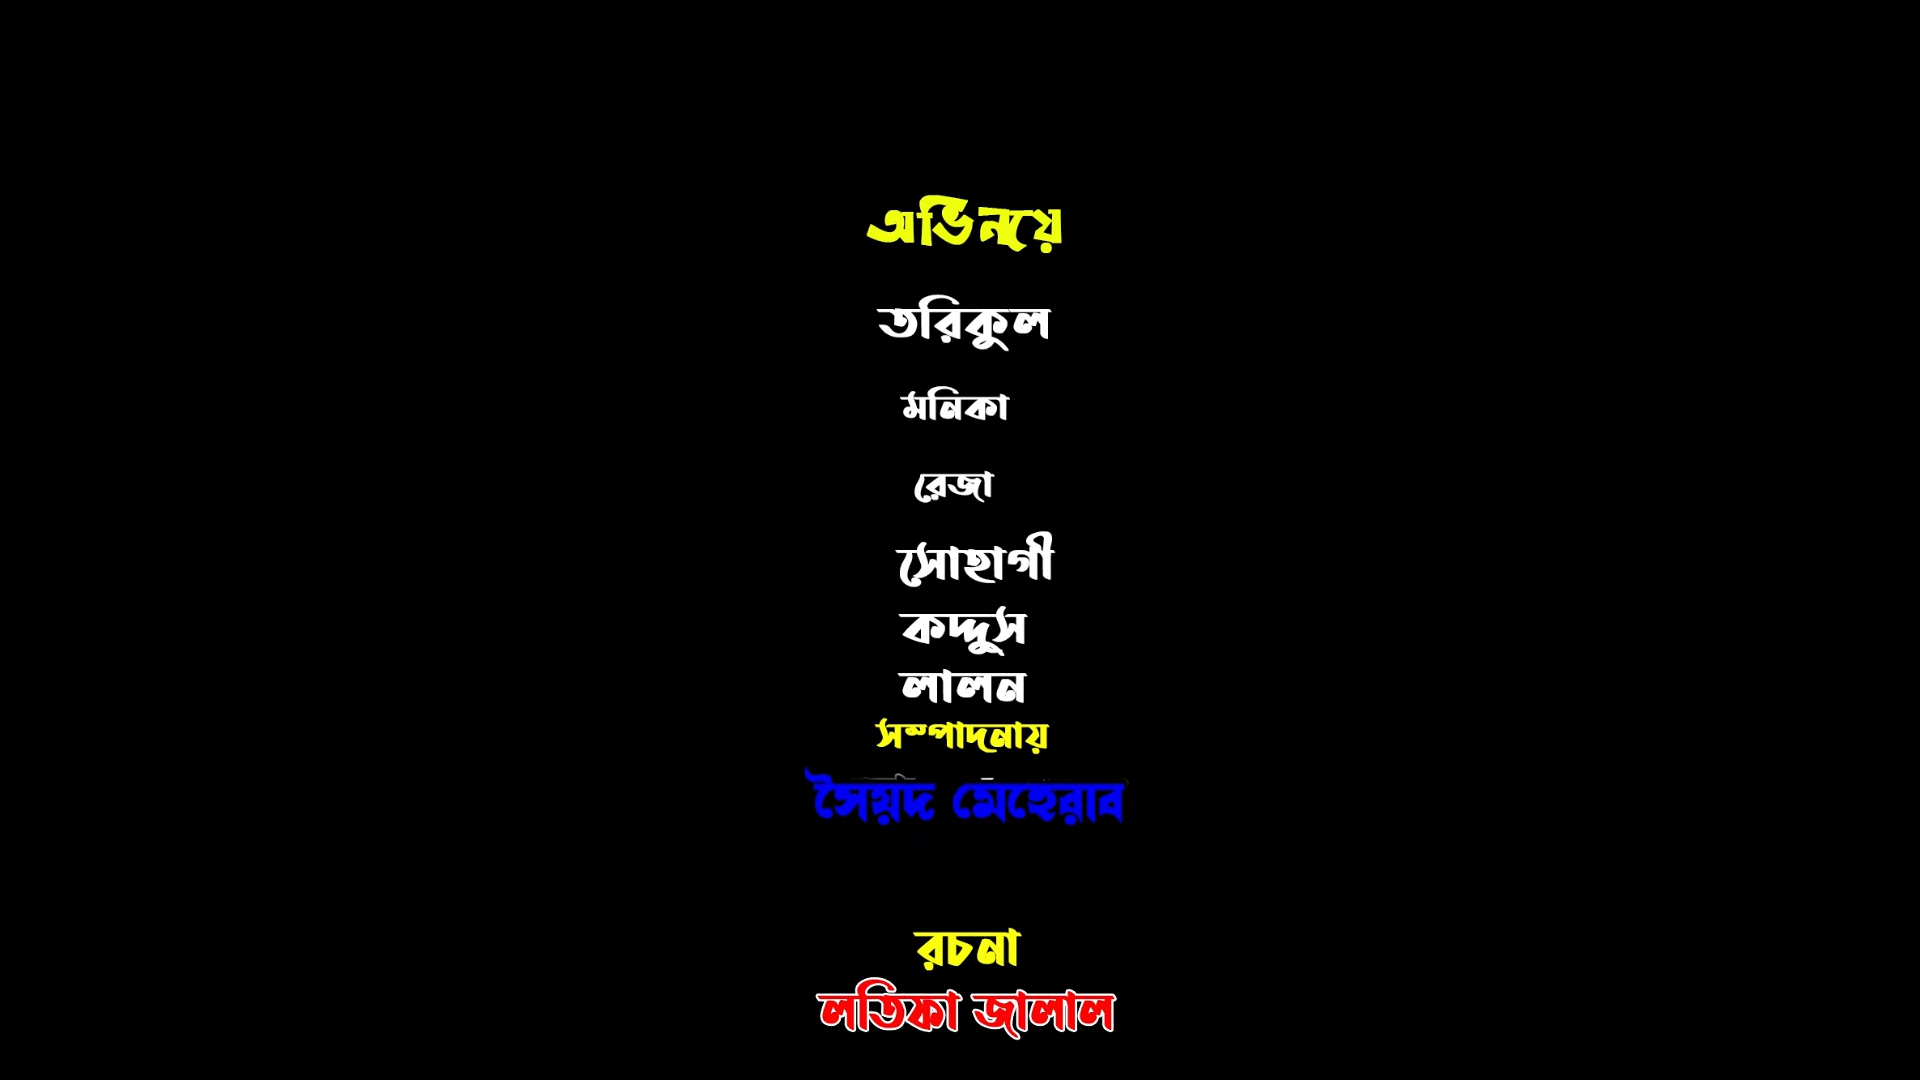 অভিনয়ে
তরিকুল
মনিকা
রেজা
সোহাগী
কদ্দুস
লালন
সম্পাদনায়
সৈয়দ মেহেরাব
রচনা
লতিফা জালাল